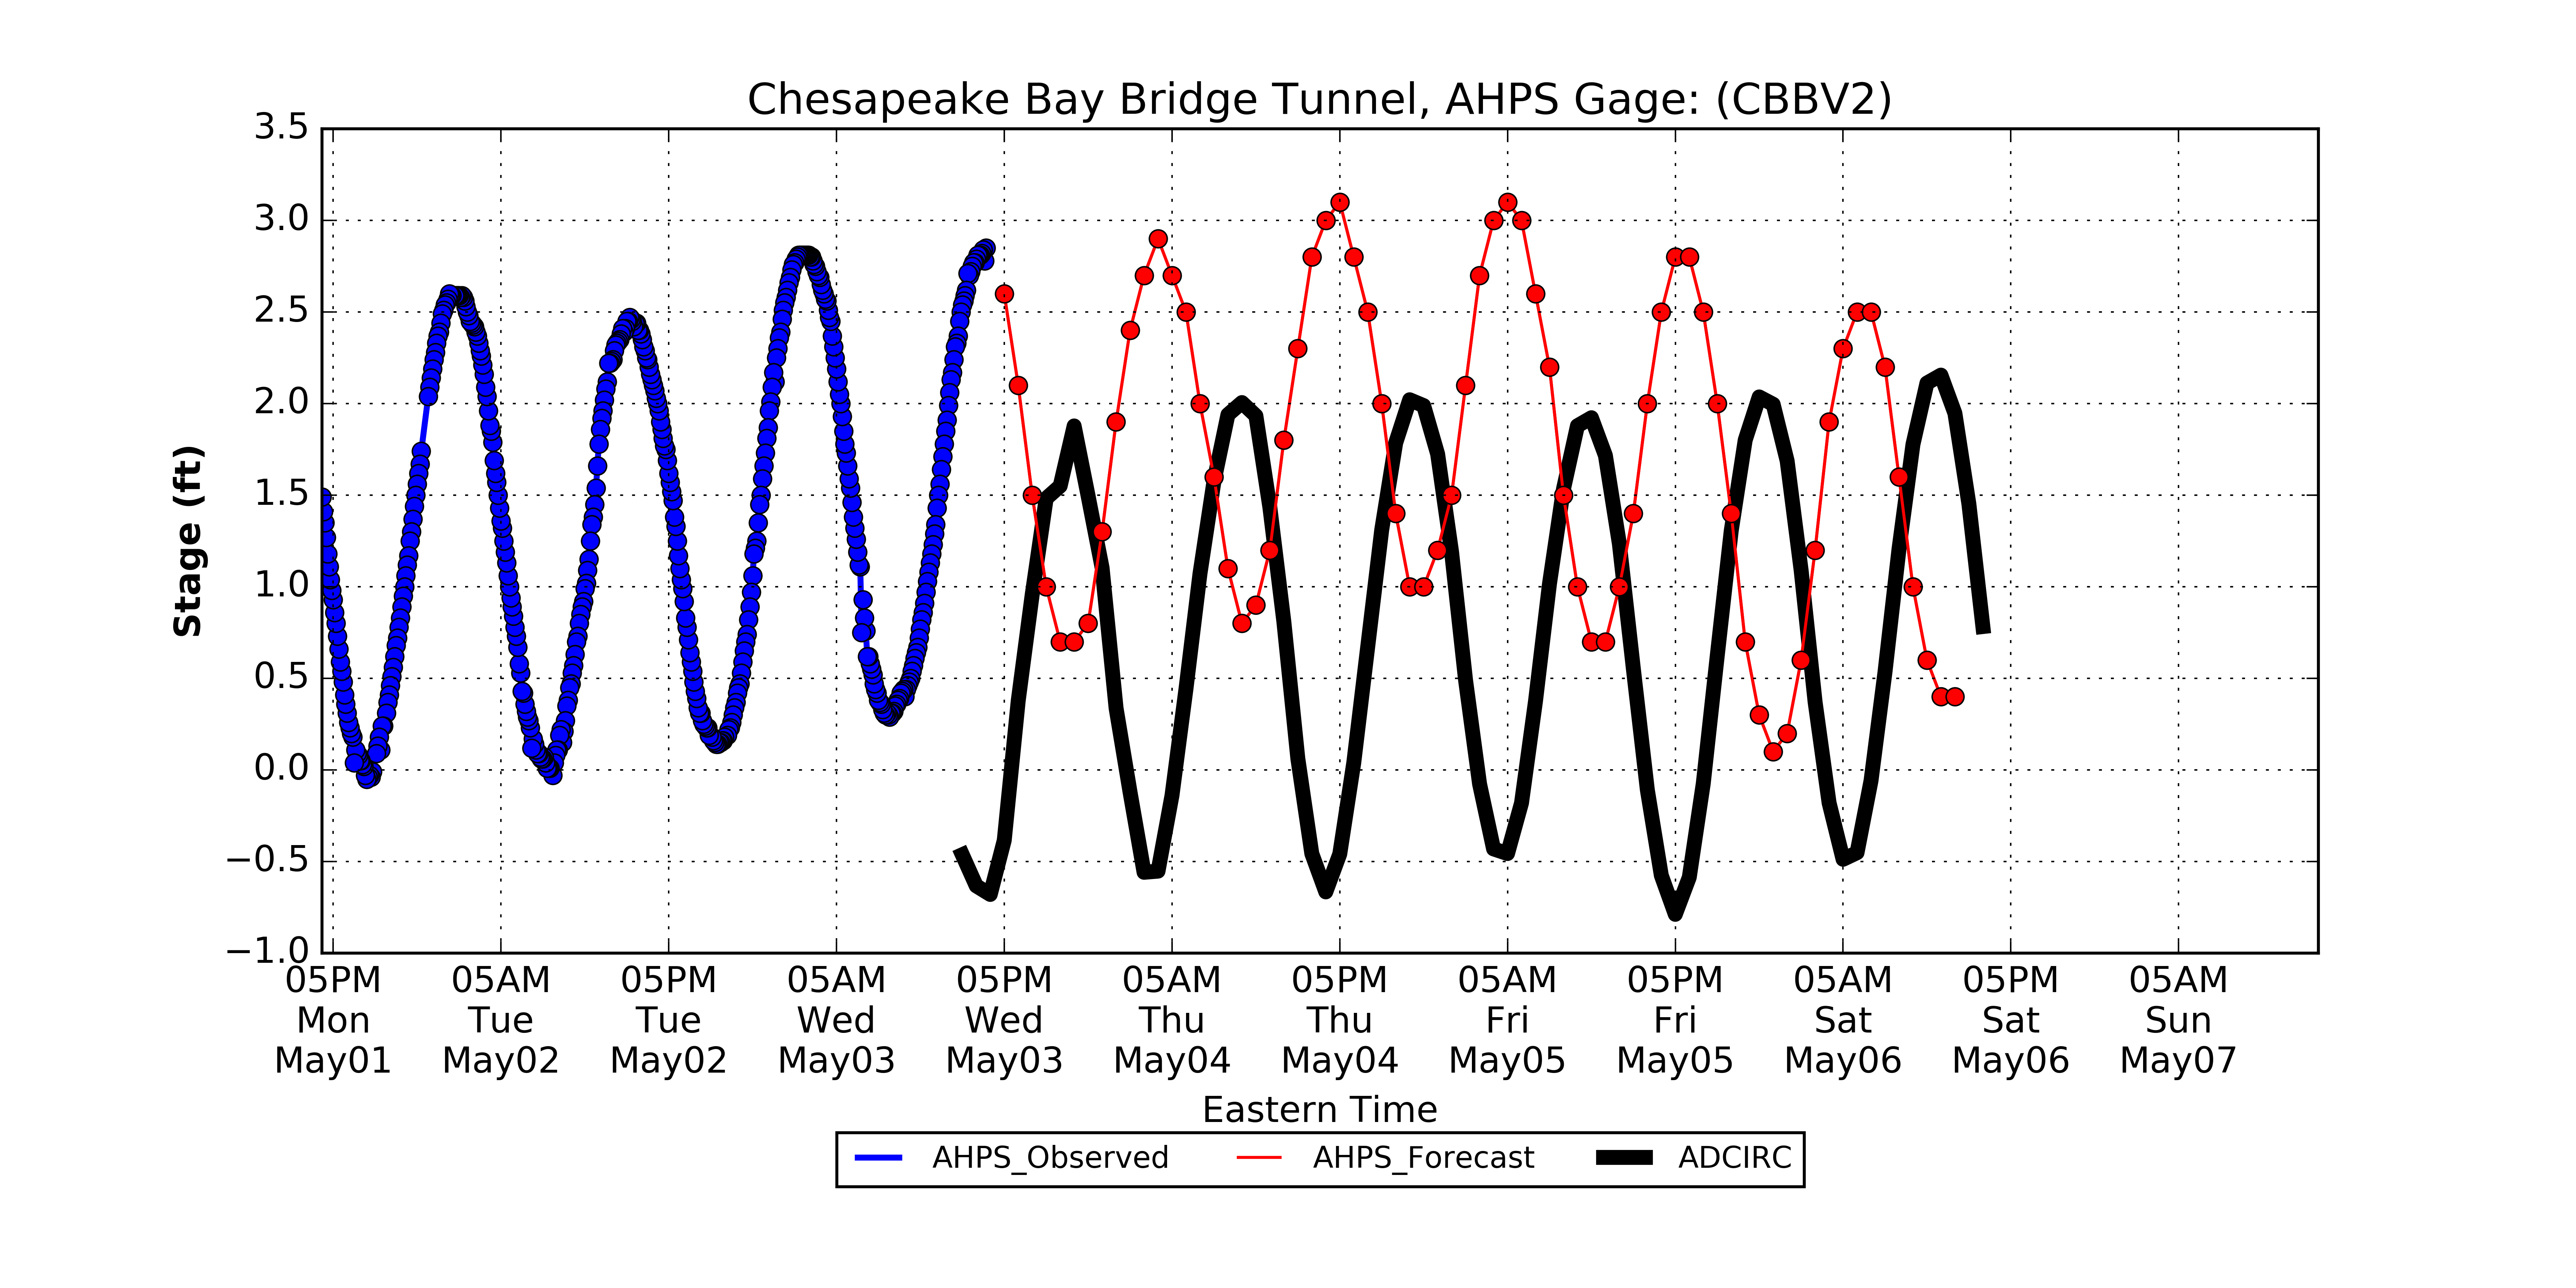 Chesapeake Bay Bridge Tunnel, AHPS Gage: (CBBV2)
3.5
3.0
2.5
2.0
1.5
1.0
0.5
0.0
−0.5
−1.0
Stage (ft)
05PM 05AM 05PM 05AM 05PM 05AM 05PM 05AM 05PM 05AM 05PM 05AM
Mon Tue Tue Wed Wed Thu Thu Fri Fri Sat Sat Sun
May01 May02 May02 May03 May03 May04 May04 May05 May05 May06 May06 May07
Eastern Time
AHPS_Observed AHPS_Forecast ADCIRC